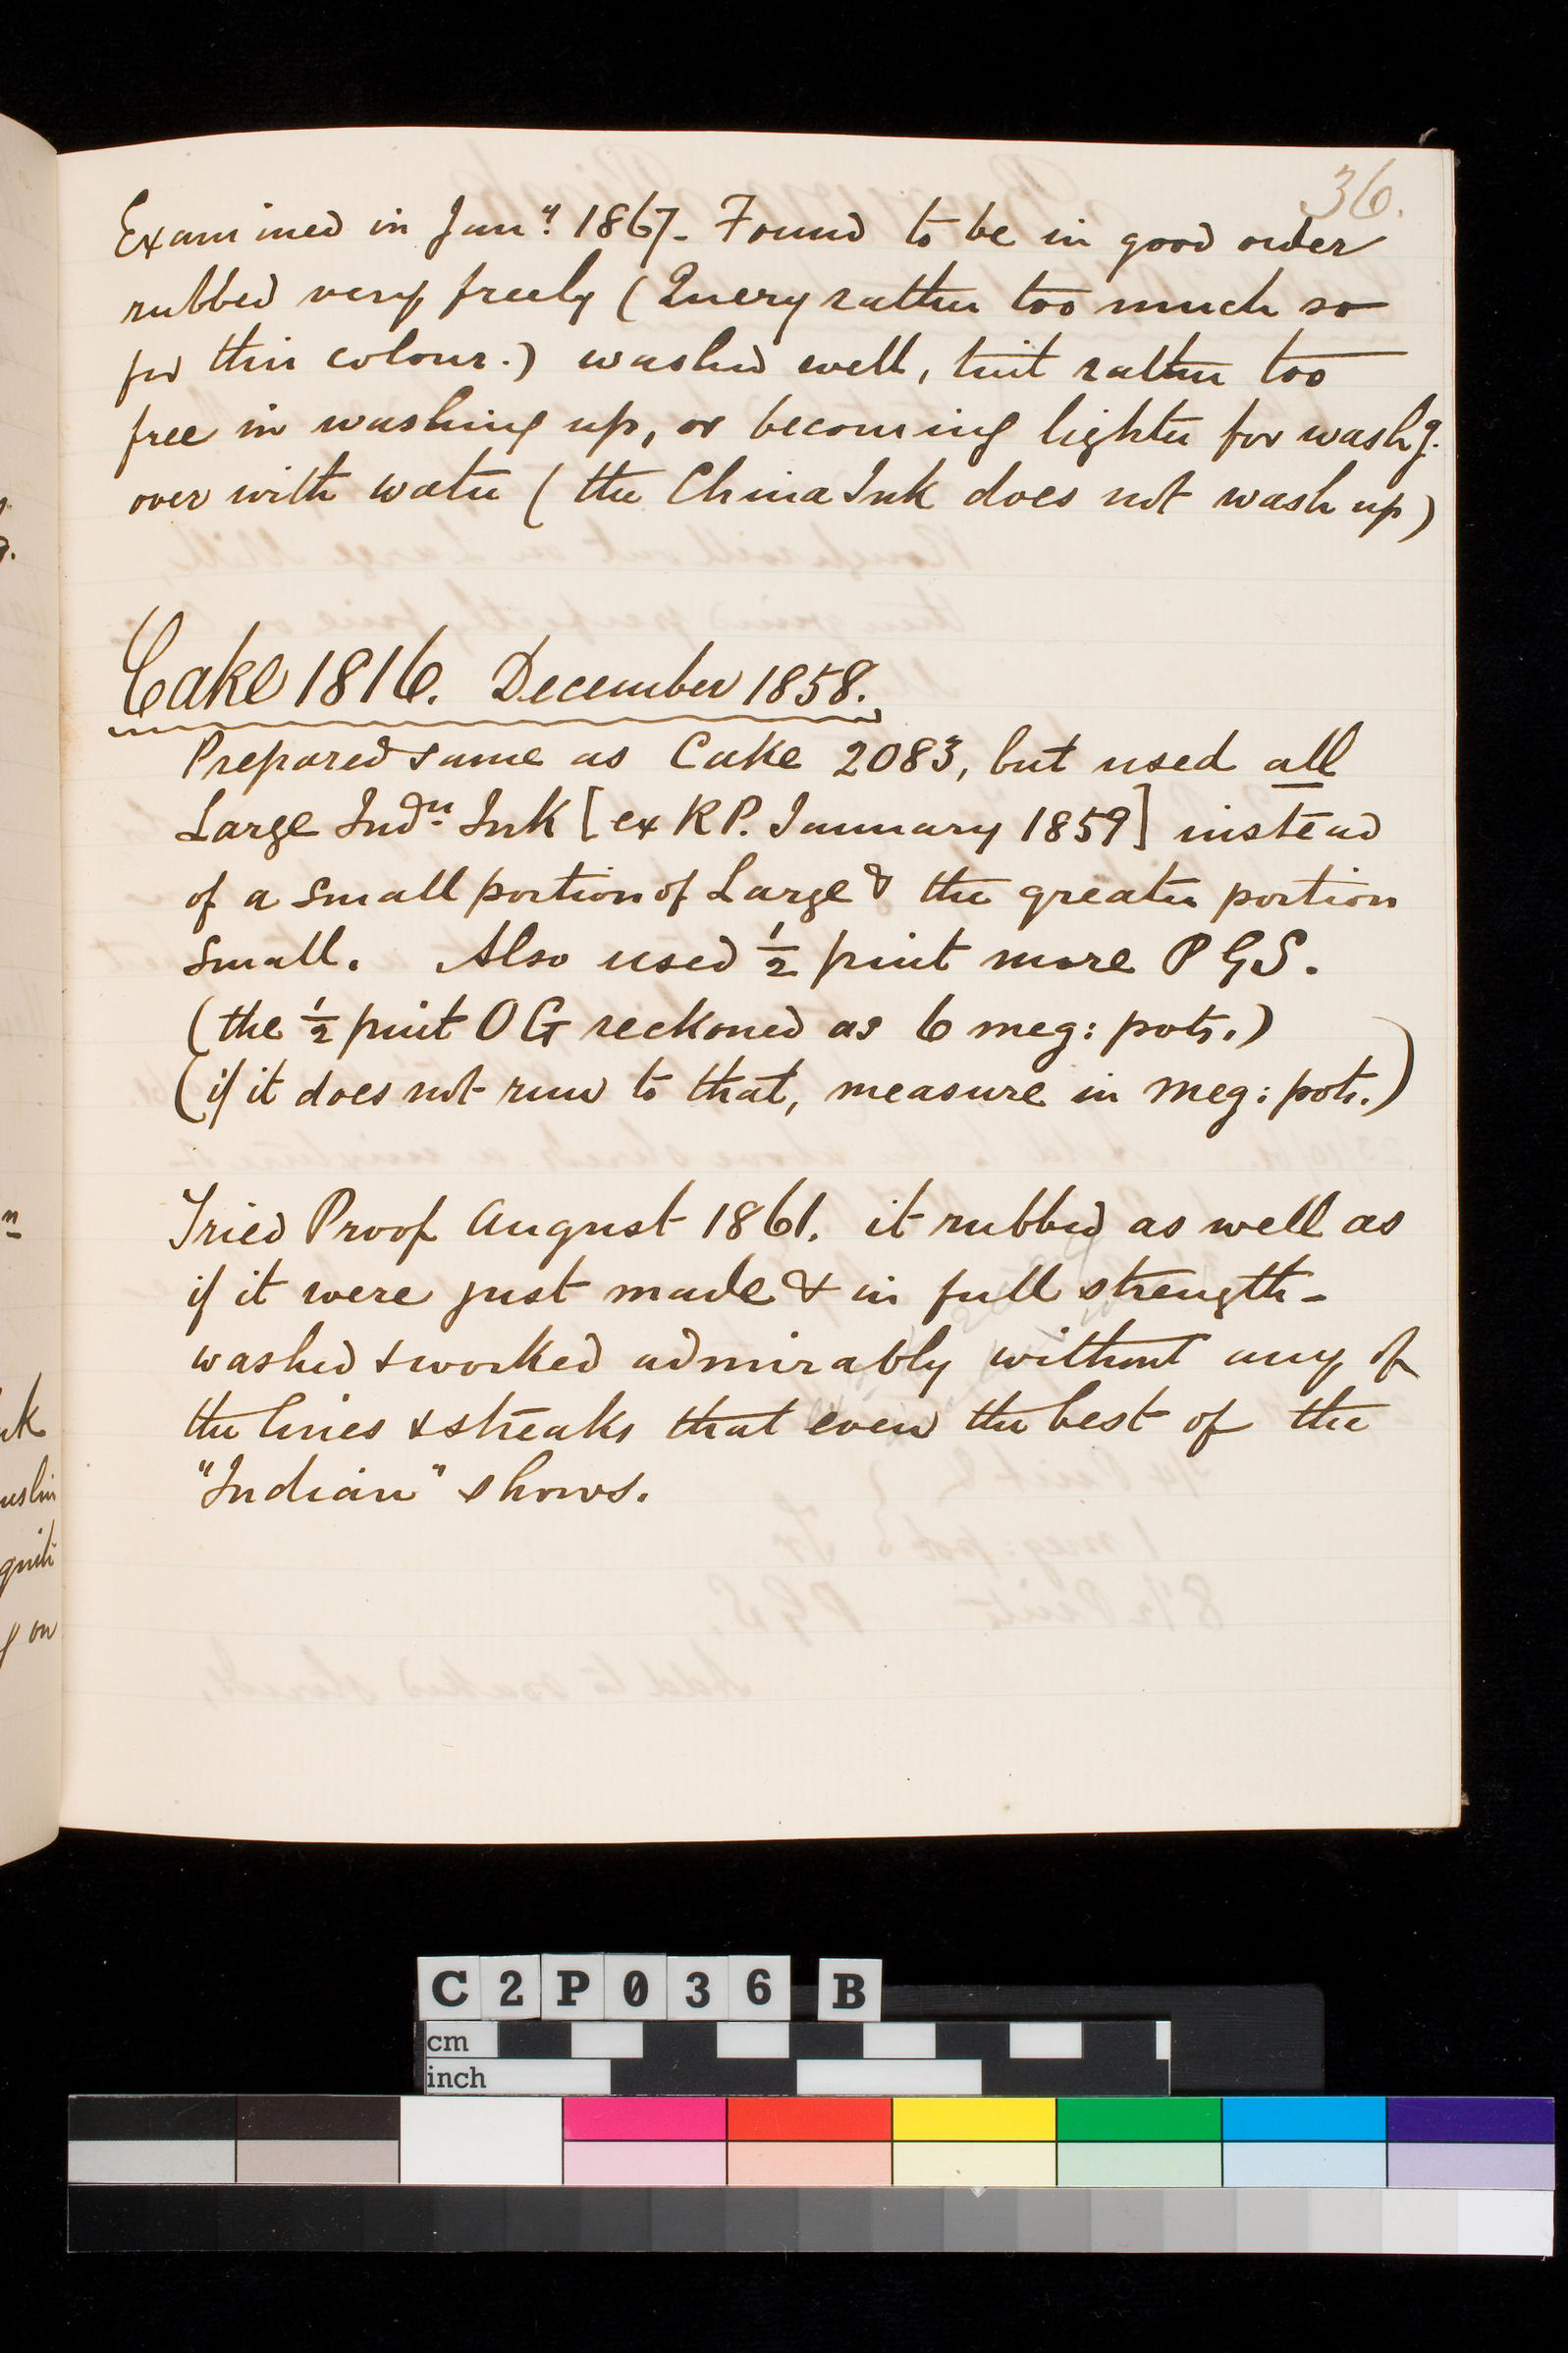 36.
Examined in Jany. 1867. Found to be in good order
rubbed very freely (Query rather too much so
for this colour.) washed well, tint rather too
free in washing up, or becoming lighter for washg.
over with water (the China Ink does not wash up)
Cake 1816. December 1858.
Prepared same as Cake 2083, but used all
Large Indn. Ink [ex RP. January 1859] instead
of a small portion of Large & the greater portion
small. Also used ½ pint more PGS.
(the ½ pint OG reckoned as 6 meg: pots.)
(if it does not run to that, measure in meg: pots.)
Tried Proof August 1861. it rubbed as well as
if it were just made & in full strength-
washed & worked admirably without any of
the lines & streaks that even the best of the
"Indian" shows.
C2P036 B
cm
inch